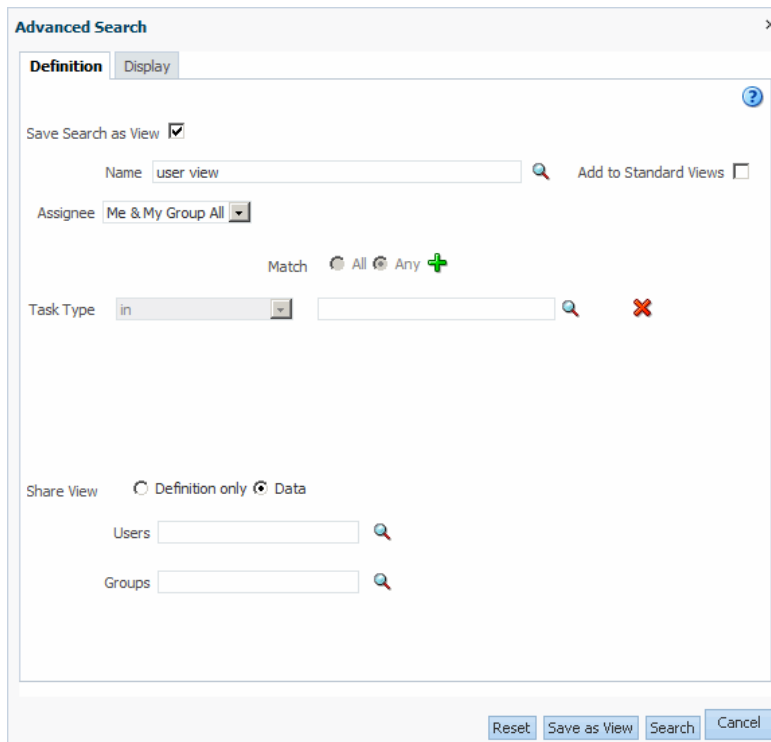 Advanced Search
Definition Display
Save Search as View
Name user view Add to Standard Views
Assignee Me & My Group All
Match All Any
Task Type in
Share View Definition only Data
Users
Groups
Reset Save as View Search Cancel